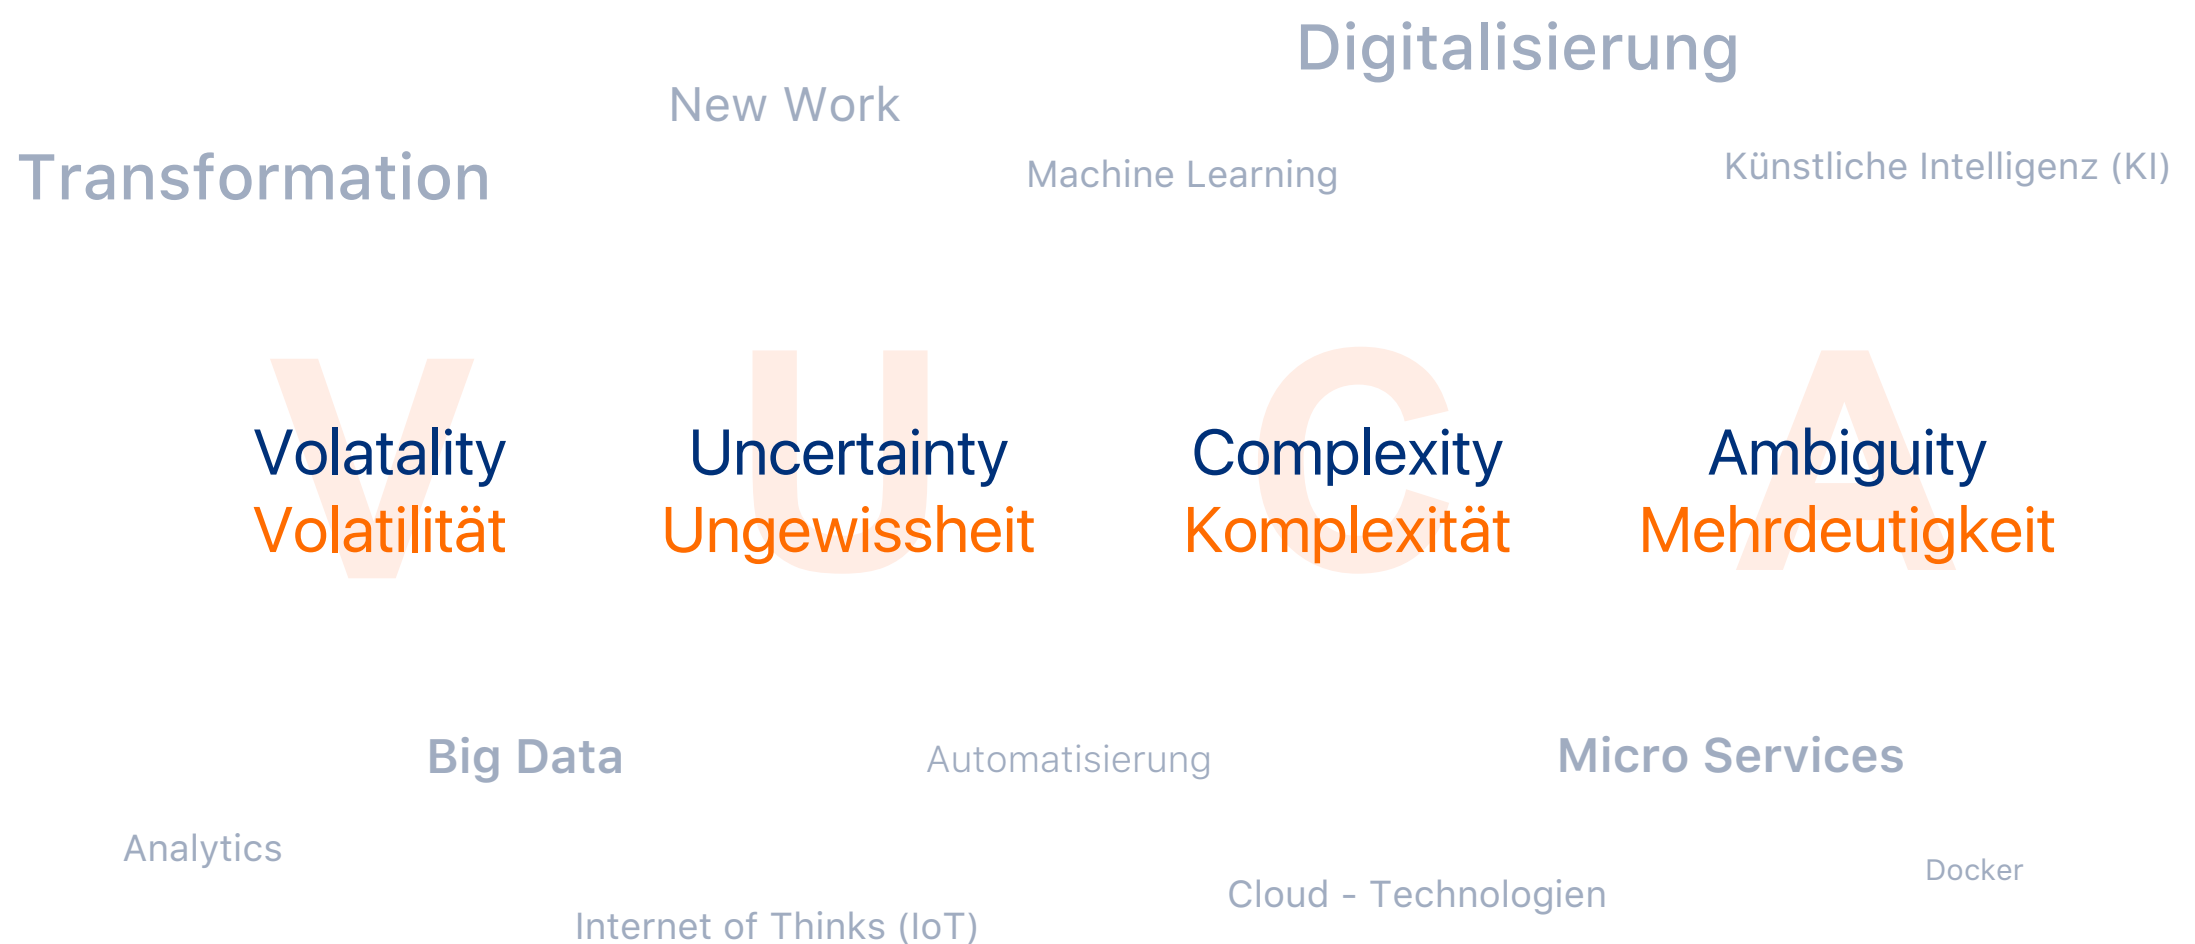 Digitalisierung
New Work
Machine Learning
Künstliche Intelligenz (KI)
Transformation
V U C A
Volatality
Volatilität
Uncertainty
Ungewissheit
Complexity
Komplexität
Ambiguity
Mehrdeutigkeit
Big Data
Automatisierung
Micro Services
Analytics
Docker
Cloud - Technologien
Internet of Thinks (IoT)